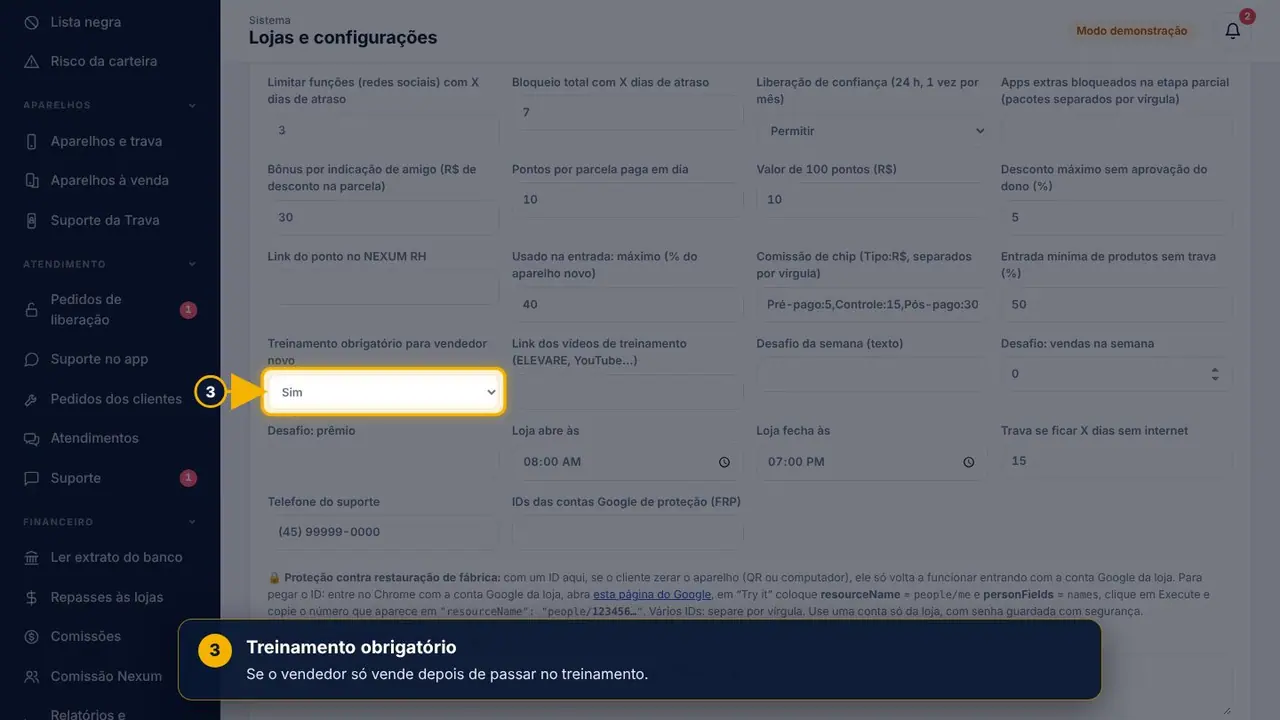 Lista negra
Risco da carteira
APARELHOS
Aparelhos e trava
Aparelhos à venda
Suporte da Trava
ATENDIMENTO
Pedidos de
liberação
1
Suporte no app
Pedidos dos clientes
Atendimentos
Suporte
1
FINANCEIRO
Ler extrato do banco
Repasses às lojas
Comissões
Comissão Nexum
Relatórios e
Sistema
Lojas e configurações
Modo demonstração
2
Limitar funções (redes sociais) com X
dias de atraso
3
Bloqueio total com X dias de atraso
7
Liberação de confiança (24 h, 1 vez por
mês)
Permitir
Apps extras bloqueados na etapa parcial
(pacotes separados por vírgula)
Bônus por indicação de amigo (R$ de
desconto na parcela)
30
Pontos por parcela paga em dia
10
Valor de 100 pontos (R$)
10
Desconto máximo sem aprovação do
dono (%)
5
Link do ponto no NEXUM RH
Usado na entrada: máximo (% do
aparelho novo)
40
Comissão de chip (Tipo:R$, separados
por vírgula)
Pré-pago:5,Controle:15,Pós-pago:30
Entrada mínima de produtos sem trava
(%)
50
Treinamento obrigatório para vendedor
novo
3
Sim
Link dos vídeos de treinamento
(ELEVARE, YouTube...)
Desafio da semana (texto)
Desafio: vendas na semana
0
Desafio: prêmio
Loja abre às
08:00 AM
Loja fecha às
07:00 PM
Trava se ficar X dias sem internet
15
Telefone do suporte
(45) 99999-0000
IDs das contas Google de proteção (FRP)
🔒 Proteção contra restauração de fábrica: com um ID aqui, se o cliente zerar o aparelho (QR ou computador), ele só volta a funcionar entrando com a conta Google da loja. Para
pegar o ID: entre no Chrome com a conta Google da loja, abra esta página do Google, em “Try it” coloque resourceName = people/me e personFields = names, clique em Execute e
copie o número que aparece em "resourceName": "people/123456…". Vários IDs: separe por vírgula. Use uma conta só da loja, com senha guardada com segurança.
3
Treinamento obrigatório
Se o vendedor só vende depois de passar no treinamento.